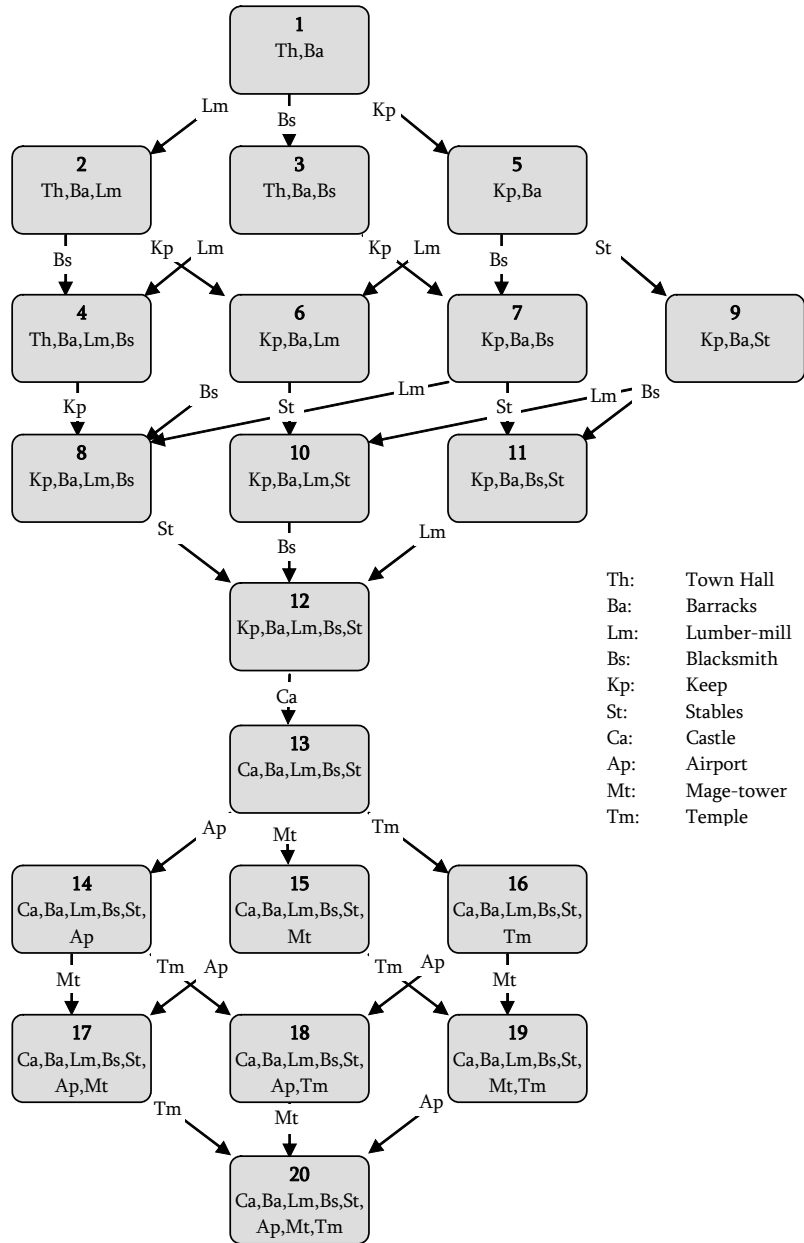 1
Th,Ba
Lm
Bs
Kp
2
Th,Ba,Lm
3
Th,Ba,Bs
5
Kp,Ba
Bs
Kp
Lm
Kp
Lm
Bs
St
4
Th,Ba,Lm,Bs
6
Kp,Ba,Lm
7
Kp,Ba,Bs
9
Kp,Ba,St
Kp
Bs
St
Lm
St
Lm
Bs
8
Kp,Ba,Lm,Bs
10
Kp,Ba,Lm,St
11
Kp,Ba,Bs,St
St
Bs
Lm
12
Kp,Ba,Lm,Bs,St
Ca
13
Ca,Ba,Lm,Bs,St
Th: Town Hall
Ba: Barracks
Lm: Lumber-mill
Bs: Blacksmith
Kp: Keep
St: Stables
Ca: Castle
Ap: Airport
Mt: Mage-tower
Tm: Temple
Ap
Mt
Tm
14
Ca,Ba,Lm,Bs,St,
Ap
15
Ca,Ba,Lm,Bs,St,
Mt
16
Ca,Ba,Lm,Bs,St,
Tm
Mt
Tm
Ap
Tm
Ap
Mt
17
Ca,Ba,Lm,Bs,St,
Ap,Mt
18
Ca,Ba,Lm,Bs,St,
Ap,Tm
19
Ca,Ba,Lm,Bs,St,
Mt,Tm
Tm
Mt
Ap
20
Ca,Ba,Lm,Bs,St,
Ap,Mt,Tm